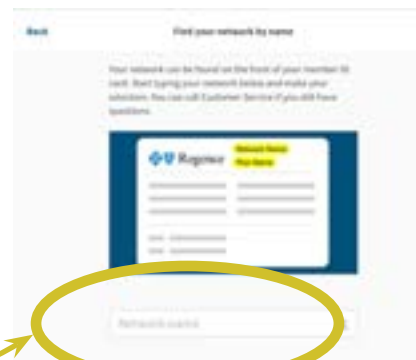 Back
Find your network by name
Your network can be found on the front of your member ID
card. Start typing your network below and make your
selection. You can call Customer Service if you still have
questions.
Regence
Network Name
Plan Name
Network name